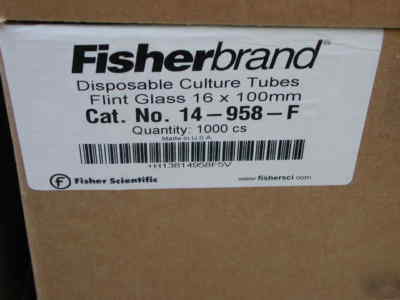 Fisherbrand
Disposable Culture Tubes
Flint Glass 16 x 100mm
Cat. No. 14-958-F
Quantity: 1000 cs
Made in U.S.A.
+H13814958F5V
f Fisher Scientific www.fishersci.com